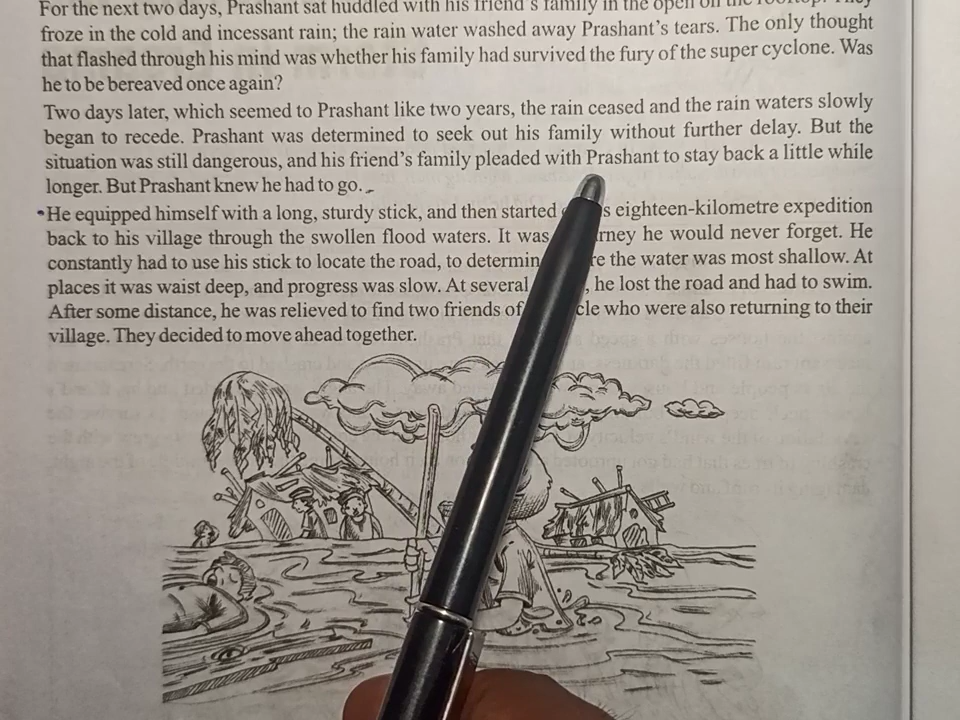 For the next two days, Prashant sat huddled with his friend's family in the open on the rooftop. They
froze in the cold and incessant rain; the rain water washed away Prashant's tears. The only thought
that flashed through his mind was whether his family had survived the fury of the super cyclone. Was
he to be bereaved once again?
Two days later, which seemed to Prashant like two years, the rain ceased and the rain waters slowly
began to recede. Prashant was determined to seek out his family without further delay. But the
situation was still dangerous, and his friend's family pleaded with Prashant to stay back a little while
longer. But Prashant knew he had to go.
He equipped himself with a long, sturdy stick, and then started eighteen-kilometre expedition
back to his village through the swollen flood waters. It was he would never forget. He
constantly had to use his stick to locate the road, to the water was most shallow. At
places it was waist deep, and progress was slow. At several he lost the road and had to swim.
After some distance, he was relieved to find two friends of who were also returning to their
village. They decided to move ahead together.